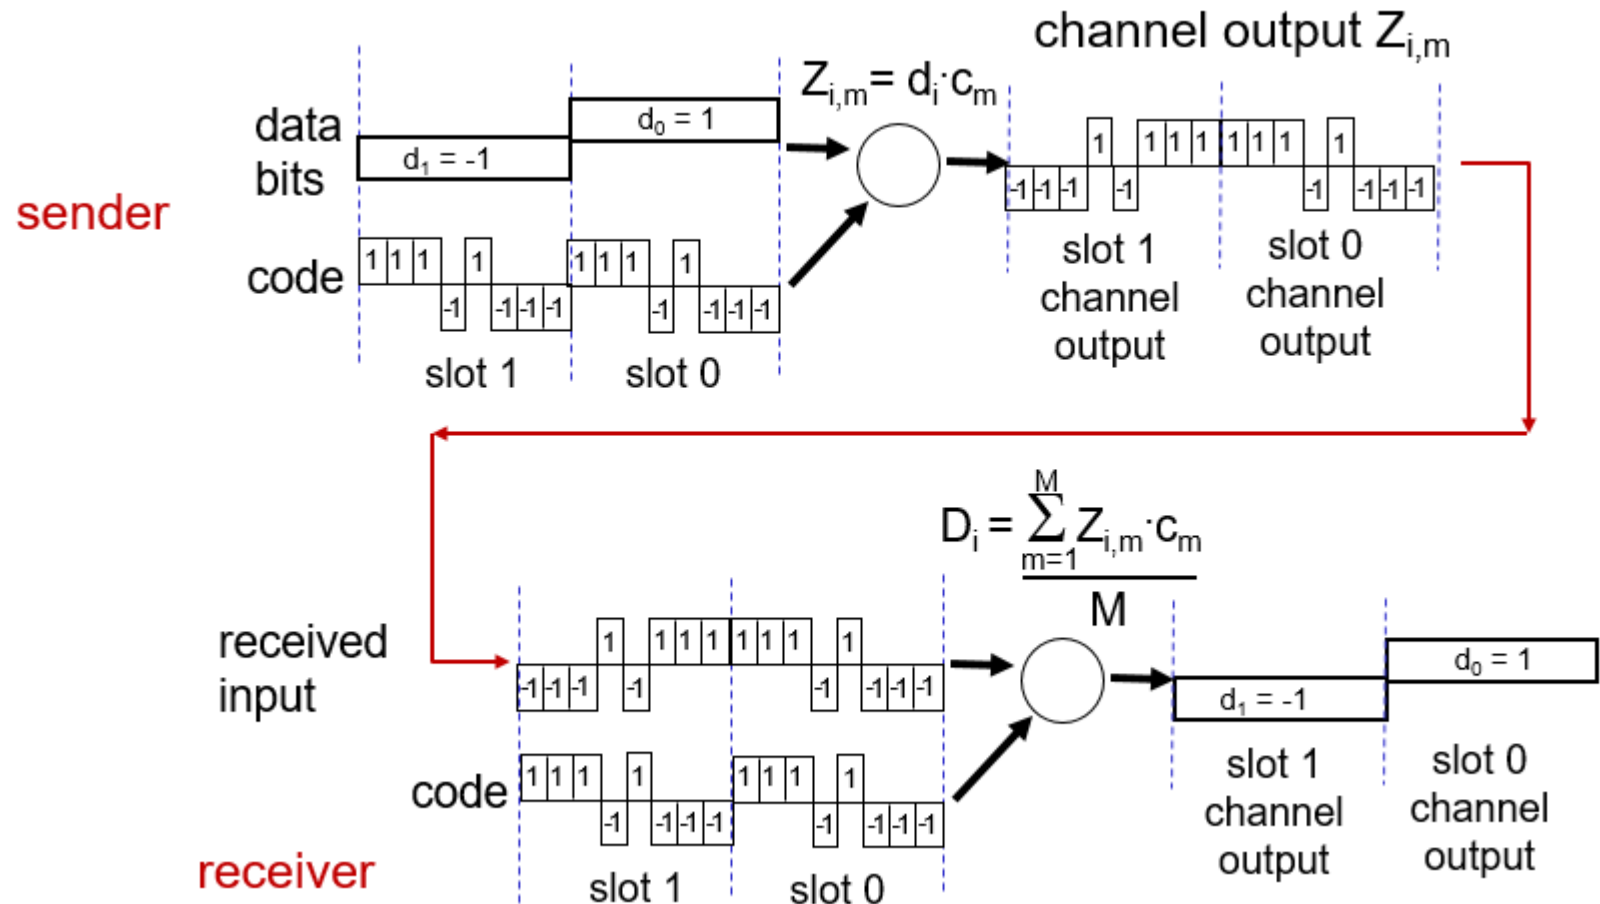 channel output Z_i,m
Z_i,m = d_i·c_m
data bits
d_1 = -1
d_0 = 1
sender
code
1 1 1 -1 1 -1 -1 -1
1 1 1 -1 1 -1 -1 -1
slot 1
slot 0
-1 -1 -1 1 -1 1 1 1
1 1 1 -1 1 -1 -1 -1
slot 1
channel
output
slot 0
channel
output
D_i = Σ Z_i,m·c_m
M
m=1
M
received
input
-1 -1 -1 1 -1 1 1 1
1 1 1 -1 1 -1 -1 -1
code
1 1 1 -1 1 -1 -1 -1
1 1 1 -1 1 -1 -1 -1
slot 1
slot 0
receiver
d_1 = -1
d_0 = 1
slot 1
channel
output
slot 0
channel
output